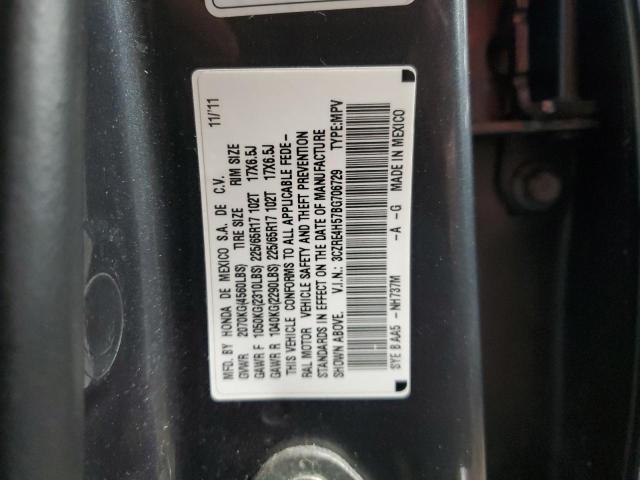 MFD. BY HONDA DE MEXICO S.A. DE C.V. 11/'11
GVWR 2070KG(4560LBS) TIRE SIZE RIM SIZE
GAWR F 1050KG(2310LBS) 225/65R17 102T 17X6.5J
GAWR R 1040KG(2290LBS) 225/65R17 102T 17X6.5J
THIS VEHICLE CONFORMS TO ALL APPLICABLE FEDE-
RAL MOTOR VEHICLE SAFETY AND THEFT PREVENTION
STANDARDS IN EFFECT ON THE DATE OF MANUFACTURE
SHOWN ABOVE. V.I.N.: 3CZRE4H57BG706729 TYPE:MPV
SYE B AA5 -NH737M -A -G MADE IN MEXICO